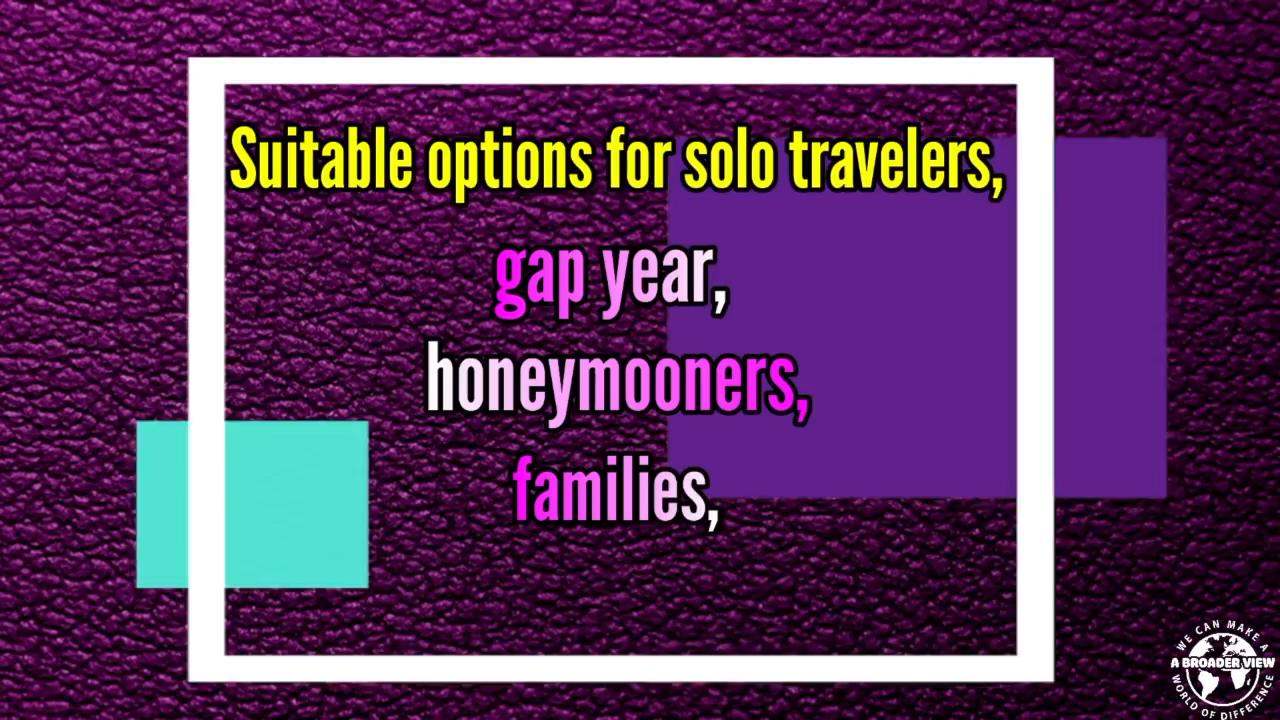 Suitable options for solo travelers,
gap year,
honeymooners,
families,
WE CAN MAKE A
A BROADER VIEW
WORLD OF DIFFERENCE